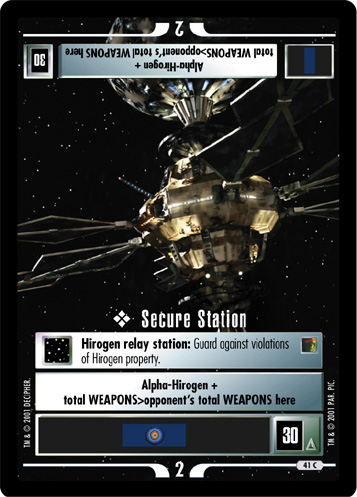 2
Alpha-Hirogen +
total WEAPONS>opponent's total WEAPONS here
30
❖ Secure Station
Hirogen relay station: Guard against violations
of Hirogen property.
Alpha-Hirogen +
total WEAPONS>opponent's total WEAPONS here
30
TM & © 2001 DECIPHER.
TM & © 2001 PAR. PIC.
41 C
2